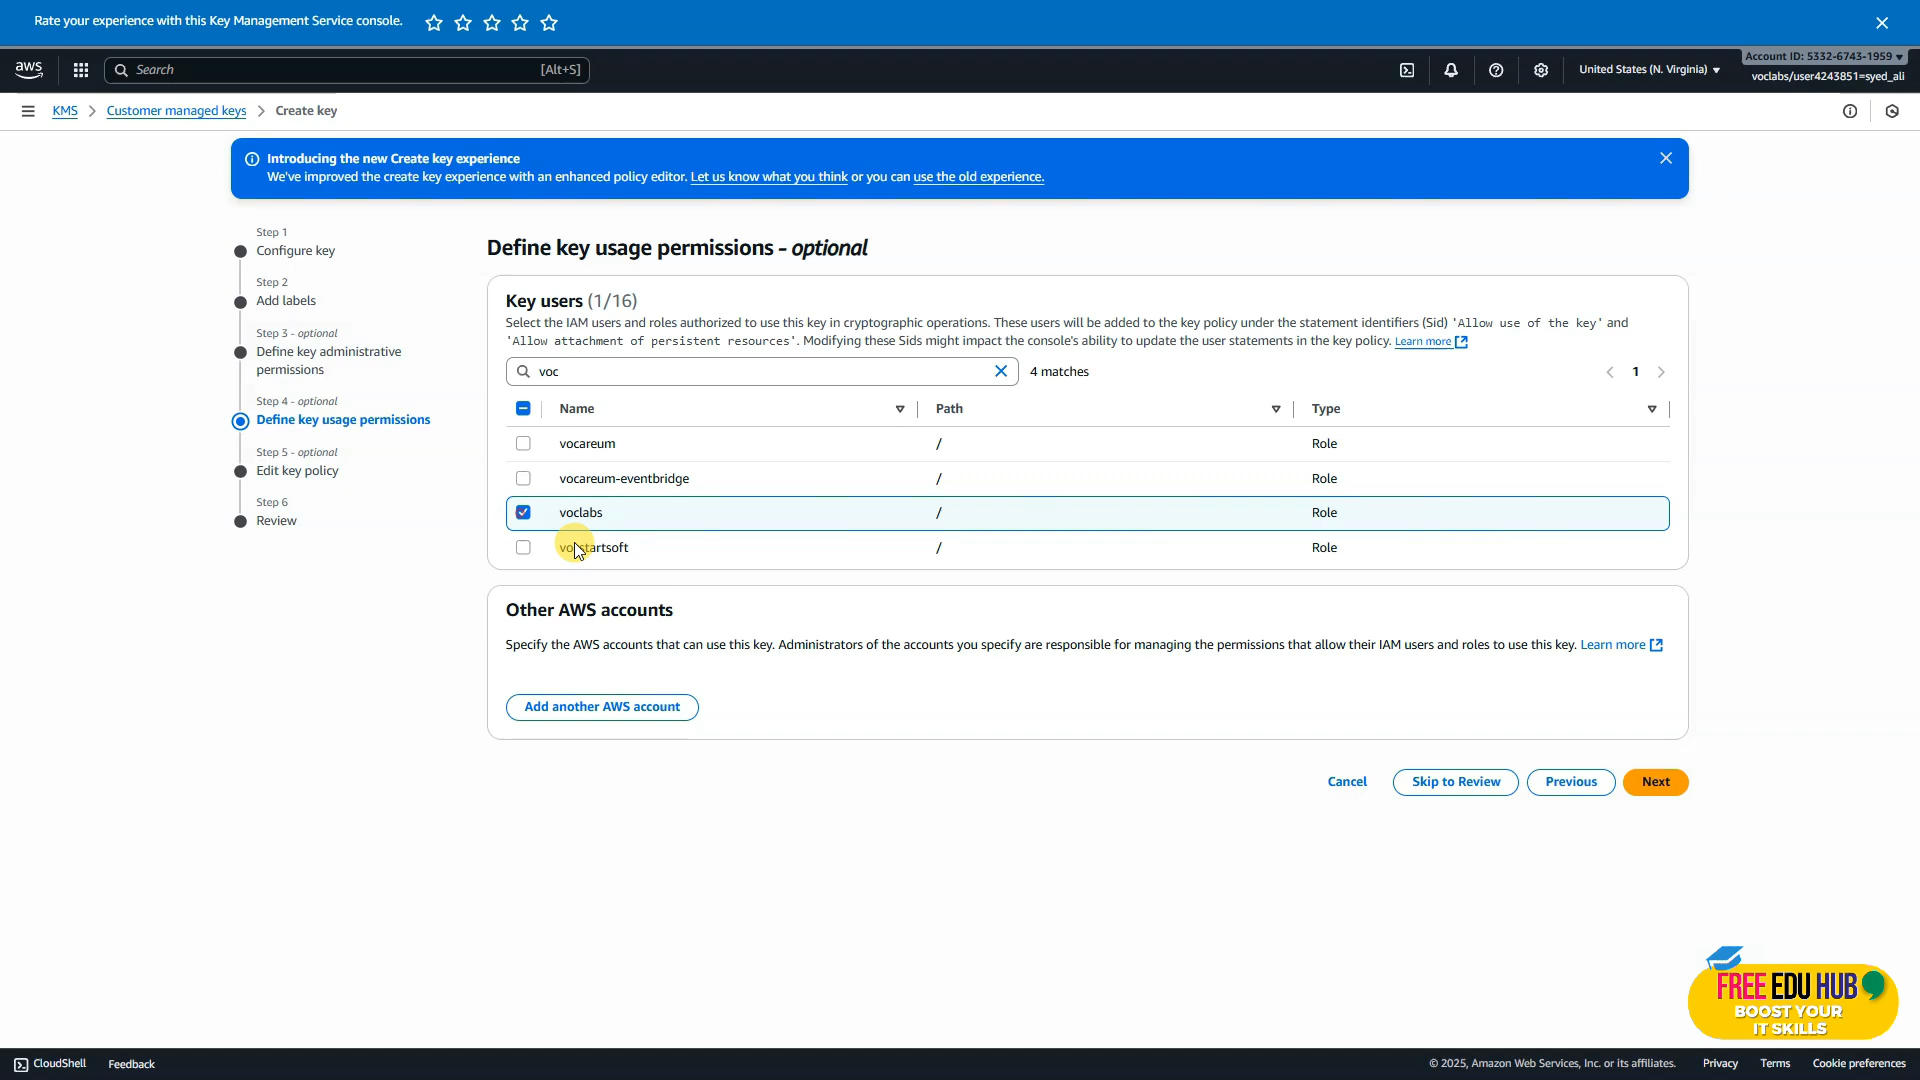 Rate your experience with this Key Management Service console.
aws
Search
[Alt+S]
United States (N. Virginia)
Account ID: 5332-6743-1959
voclabs/user4243851=syed_ali
KMS
Customer managed keys
Create key
Introducing the new Create key experience
We've improved the create key experience with an enhanced policy editor. Let us know what you think or you can use the old experience.
Step 1
Configure key
Step 2
Add labels
Step 3 - optional
Define key administrative
permissions
Step 4 - optional
Define key usage permissions
Step 5 - optional
Edit key policy
Step 6
Review
Define key usage permissions - optional
Key users (1/16)
Select the IAM users and roles authorized to use this key in cryptographic operations. These users will be added to the key policy under the statement identifiers (Sid) 'Allow use of the key' and
'Allow attachment of persistent resources'. Modifying these Sids might impact the console's ability to update the user statements in the key policy. Learn more
voc
4 matches
1
Name
Path
Type
vocareum
/
Role
vocareum-eventbridge
/
Role
voclabs
/
Role
/
Role
Other AWS accounts
Specify the AWS accounts that can use this key. Administrators of the accounts you specify are responsible for managing the permissions that allow their IAM users and roles to use this key. Learn more
Add another AWS account
Cancel
Skip to Review
Previous
Next
FREE EDU HUB
BOOST YOUR
IT SKILLS
CloudShell
Feedback
© 2025, Amazon Web Services, Inc. or its affiliates.
Privacy
Terms
Cookie preferences